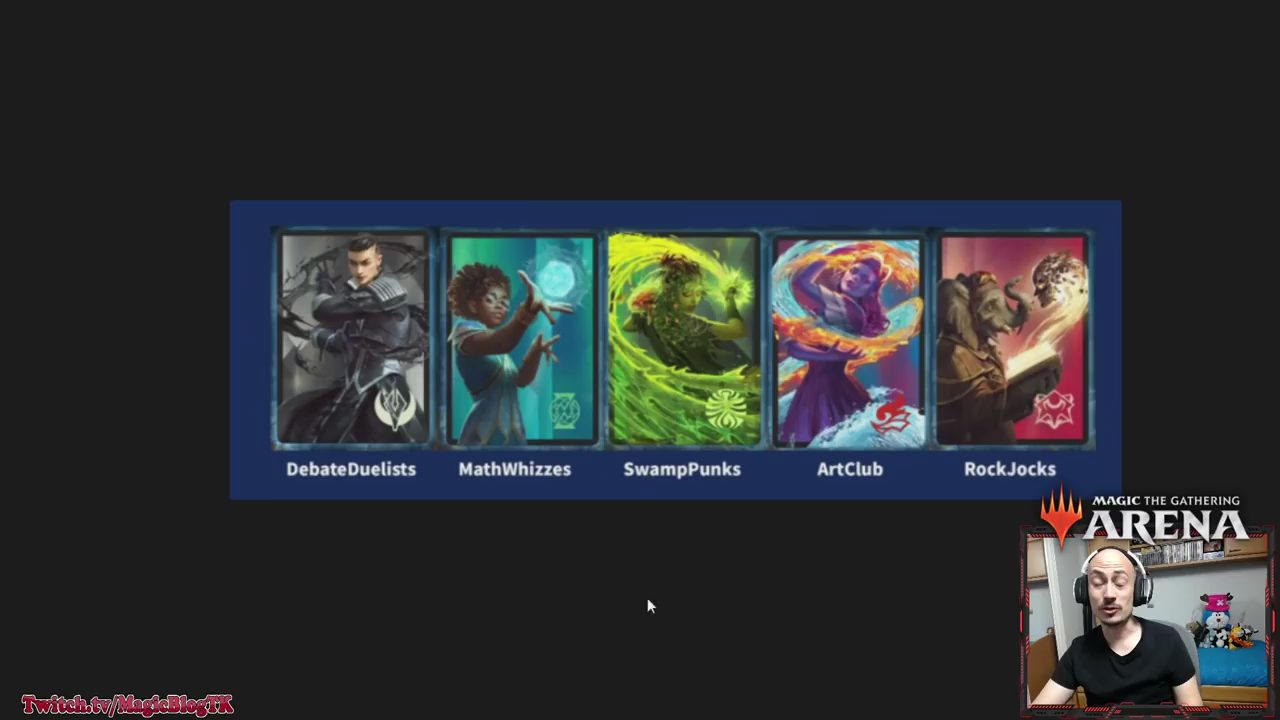 DebateDuelists
MathWhizzes
SwampPunks
ArtClub
RockJocks
MAGIC THE GATHERING
ARENA
Twitch.tv/MagicBlogTK